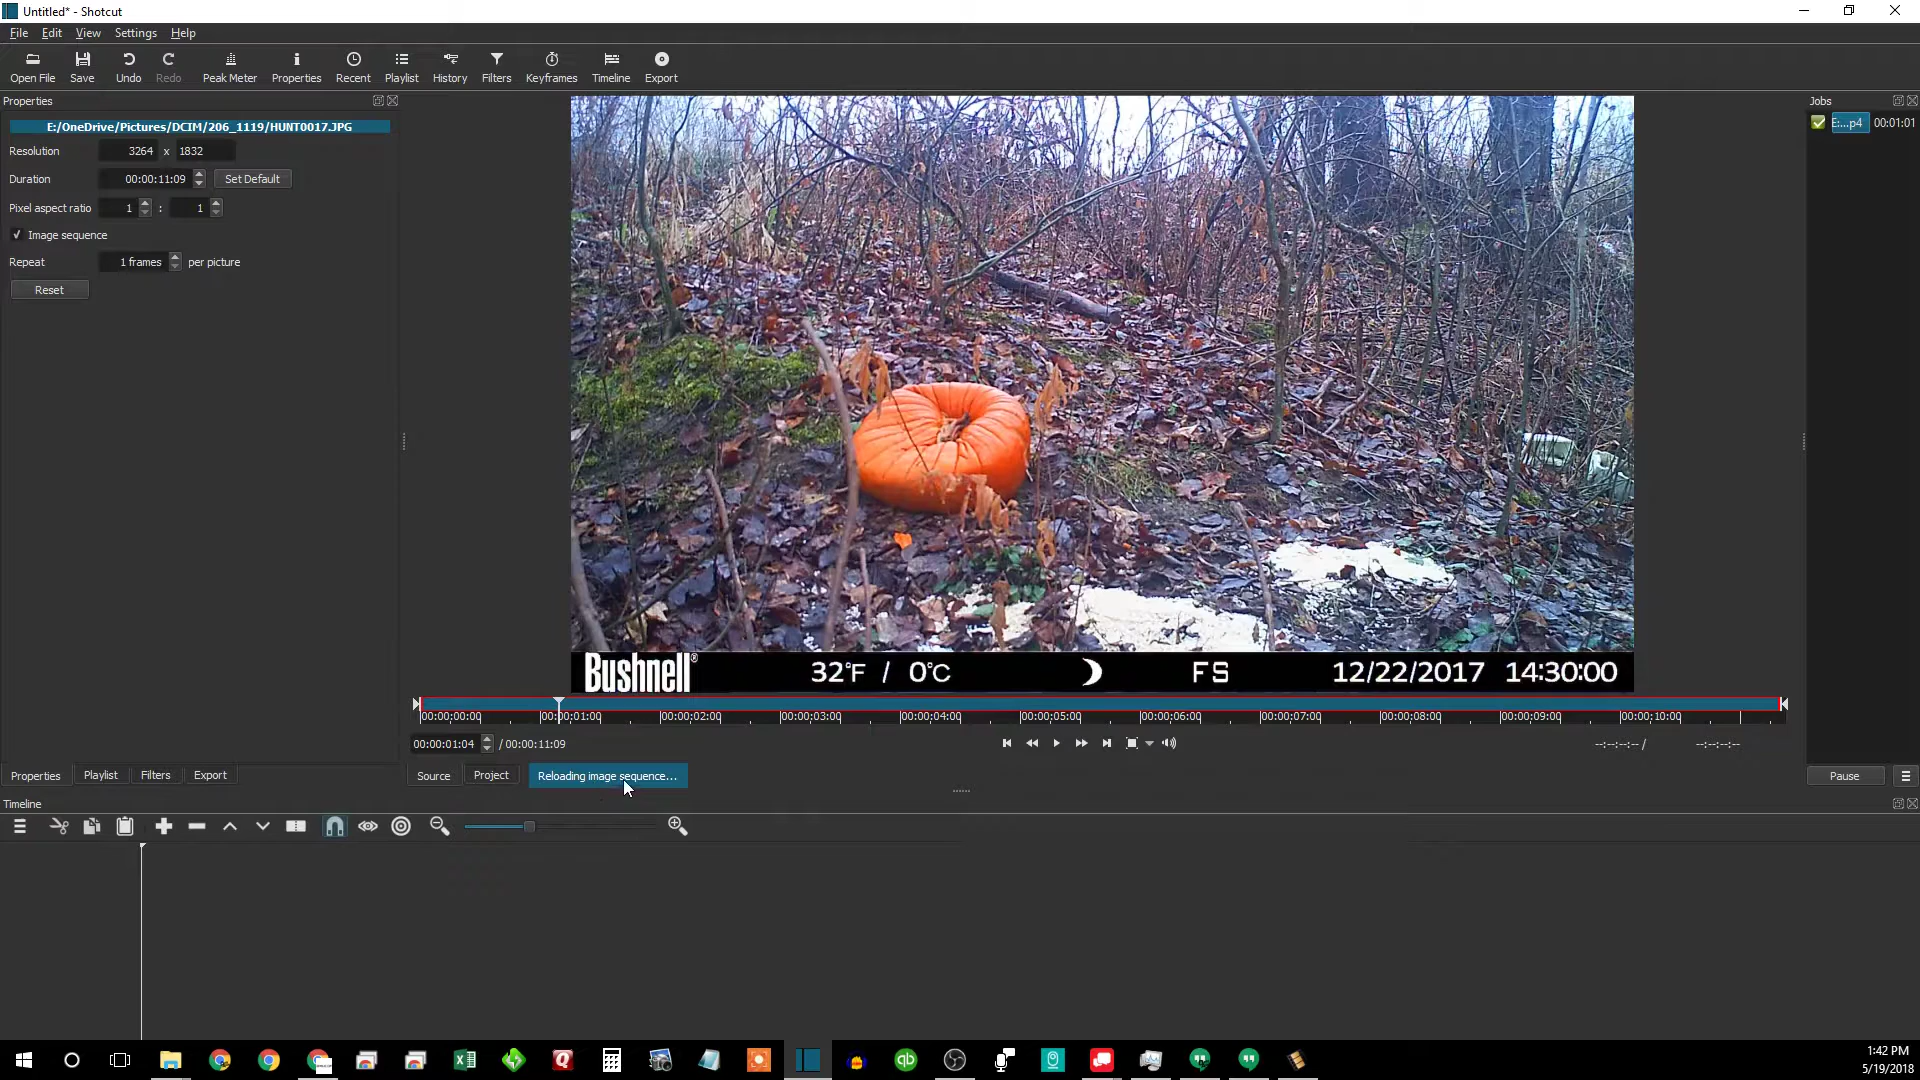 Untitled* - Shotcut
File Edit View Settings Help
Open File Save Undo Redo Peak Meter Properties Recent Playlist History Filters Keyframes Timeline Export
Properties
E:/OneDrive/Pictures/DCIM/206_1119/HUNT0017.JPG
Resolution 3264 x 1832
Duration 00:00:11:09 Set Default
Pixel aspect ratio 1 : 1
Image sequence
Repeat 1 frames per picture
Reset
Jobs
E:...p4 00:01:01
Bushnell® 32°F / 0°C FS 12/22/2017 14:30:00
00:00:00:00 00:00:01:00 00:00:02:00 00:00:03:00 00:00:04:00 00:00:05:00 00:00:06:00 00:00:07:00 00:00:08:00 00:00:09:00 00:00:10:00
00:00:01:04 / 00:00:11:09 --:--:--:-- / --:--:--:--
Properties Playlist Filters Export Source Project Reloading image sequence... Pause
Timeline
1:42 PM
5/19/2018